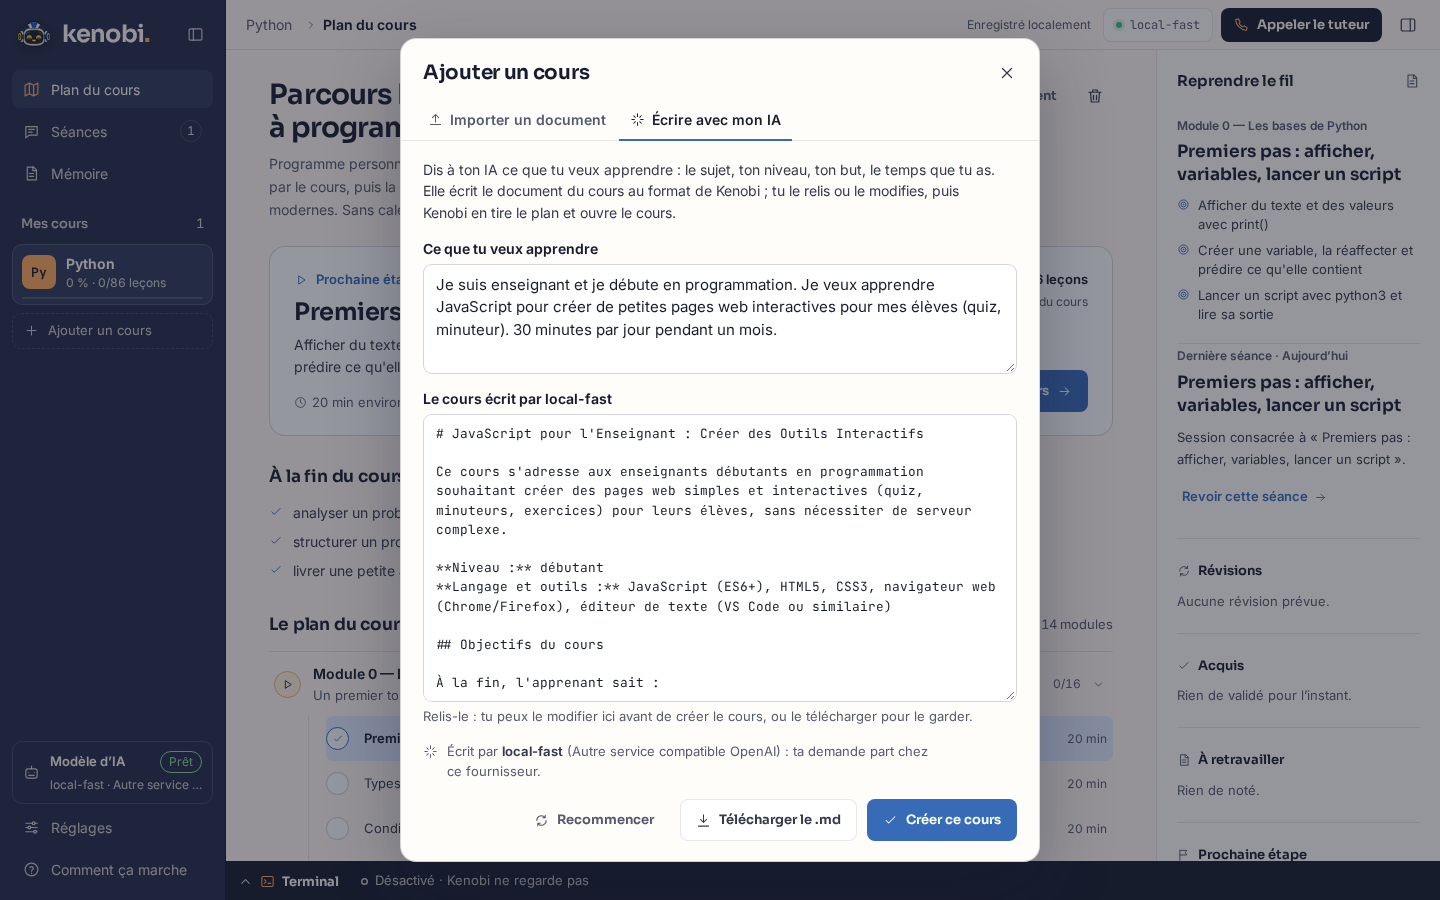 kenobi.
Plan du cours
Séances
1
Mémoire
Mes cours
1
Py
Python
0 % · 0/86 leçons
Ajouter un cours
Modèle d'IA
Prêt
local-fast · Autre service ...
Réglages
Comment ça marche
Python
Plan du cours
Enregistré localement
local-fast
Appeler le tuteur
Parcours
à program
Programme personn
par le cours, puis la
modernes. Sans cal
Prochaine éta
Premiers
Afficher du texte
prédire ce qu'ell
20 min environ
leçons
du cours
À la fin du cours
analyser un prob
structurer un pro
livrer une petite
Le plan du cour
14 modules
Module 0 —
Un premier to
0/16
Premi
20 min
Types
20 min
Condi
20 min
Ajouter un cours
Importer un document
Écrire avec mon IA
Dis à ton IA ce que tu veux apprendre : le sujet, ton niveau, ton but, le temps que tu as.
Elle écrit le document du cours au format de Kenobi ; tu le relis ou le modifies, puis
Kenobi en tire le plan et ouvre le cours.
Ce que tu veux apprendre
Je suis enseignant et je débute en programmation. Je veux apprendre
JavaScript pour créer de petites pages web interactives pour mes élèves (quiz,
minuteur). 30 minutes par jour pendant un mois.
Le cours écrit par local-fast
# JavaScript pour l'Enseignant : Créer des Outils Interactifs
Ce cours s'adresse aux enseignants débutants en programmation
souhaitant créer des pages web simples et interactives (quiz,
minuteurs, exercices) pour leurs élèves, sans nécessiter de serveur
complexe.
**Niveau :** débutant
**Langage et outils :** JavaScript (ES6+), HTML5, CSS3, navigateur web
(Chrome/Firefox), éditeur de texte (VS Code ou similaire)
## Objectifs du cours
À la fin, l'apprenant sait :
Relis-le : tu peux le modifier ici avant de créer le cours, ou le télécharger pour le garder.
Écrit par local-fast (Autre service compatible OpenAI) : ta demande part chez
ce fournisseur.
Recommencer
Télécharger le .md
Créer ce cours
Reprendre le fil
Module 0 — Les bases de Python
Premiers pas : afficher,
variables, lancer un script
Afficher du texte et des valeurs
avec print()
Créer une variable, la réaffecter et
prédire ce qu'elle contient
Lancer un script avec python3 et
lire sa sortie
Dernière séance · Aujourd'hui
Premiers pas : afficher,
variables, lancer un script
Session consacrée à « Premiers pas :
afficher, variables, lancer un script ».
Revoir cette séance
Révisions
Aucune révision prévue.
Acquis
Rien de validé pour l'instant.
À retravailler
Rien de noté.
Prochaine étape
Terminal
Désactivé · Kenobi ne regarde pas